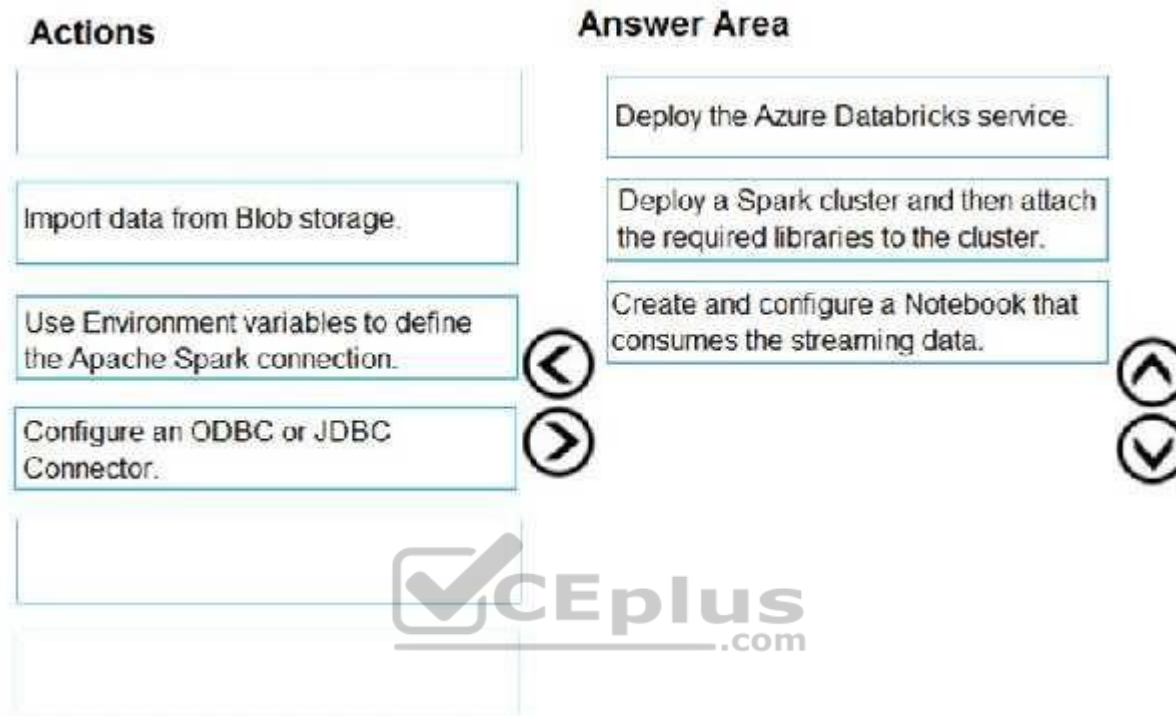 Actions
Answer Area
Import data from Blob storage.
Use Environment variables to define
the Apache Spark connection.
Configure an ODBC or JDBC
Connector.
Deploy the Azure Databricks service.
Deploy a Spark cluster and then attach
the required libraries to the cluster.
Create and configure a Notebook that
consumes the streaming data.
CEplus
.com